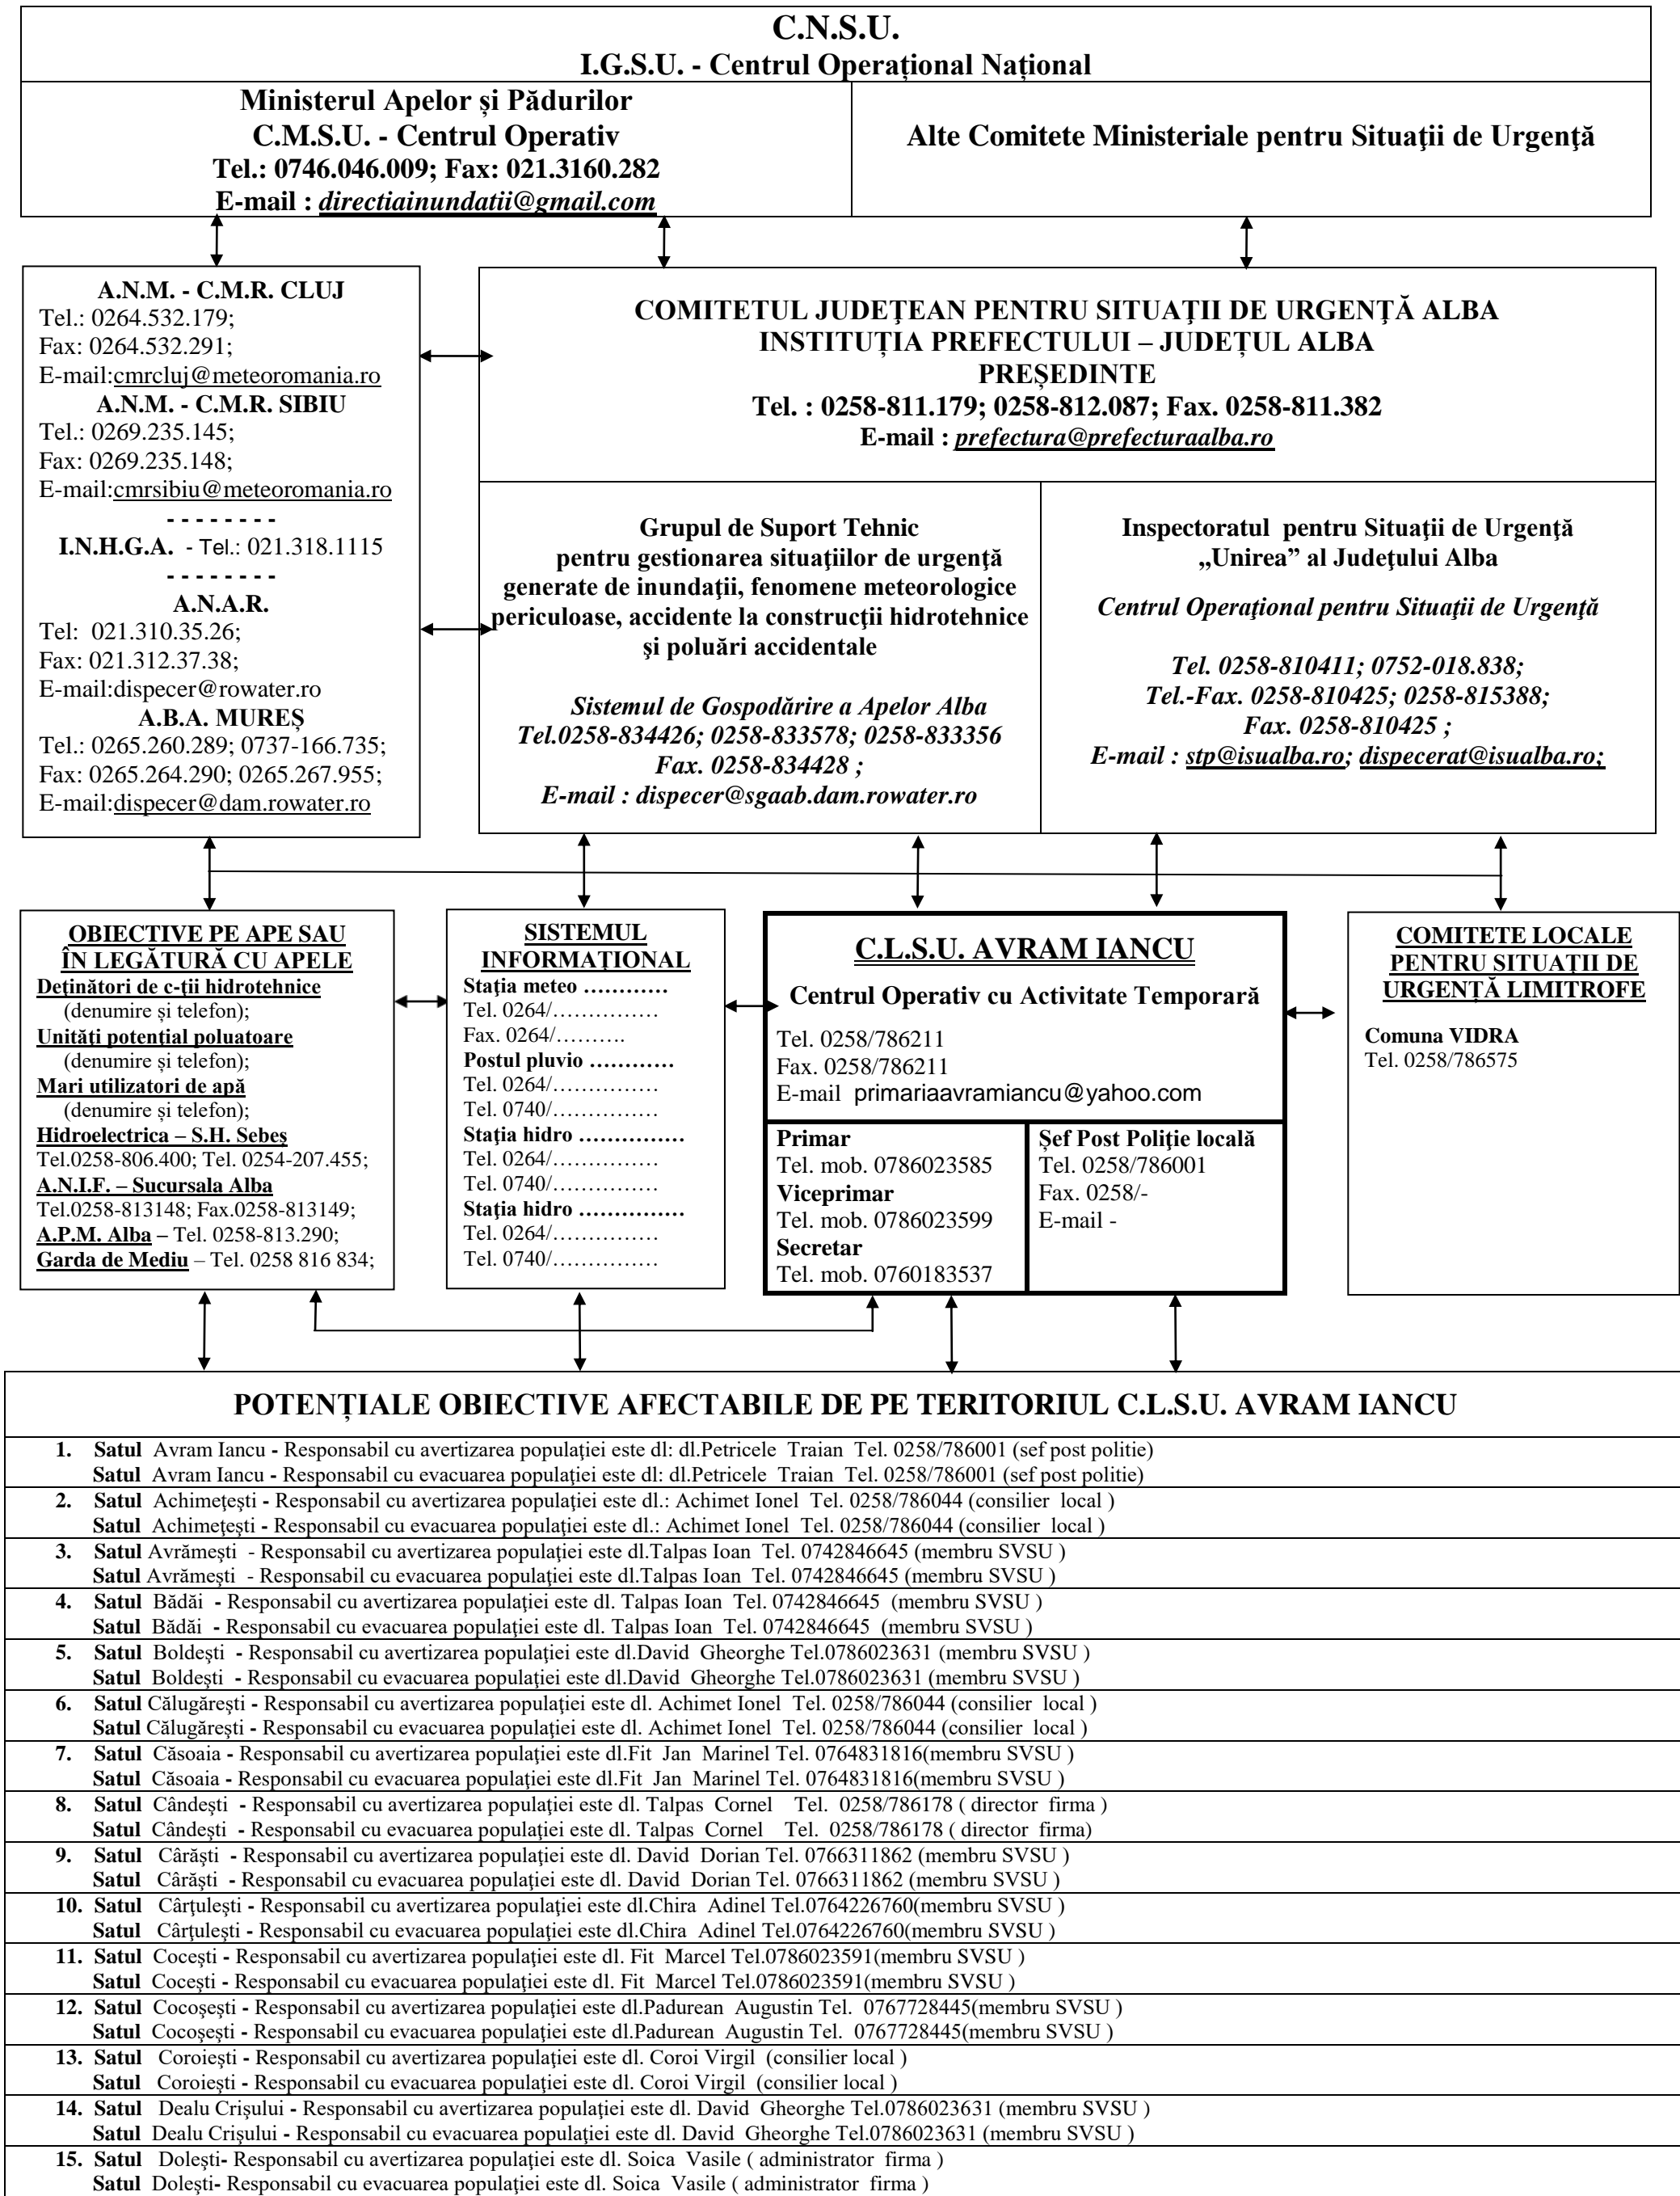 C.N.S.U.
I.G.S.U. - Centrul Operațional Național
Ministerul Apelor și Pădurilor
C.M.S.U. - Centrul Operativ
Tel.: 0746.046.009; Fax: 021.3160.282
E-mail : directiainundatii@gmail.com
Alte Comitete Ministeriale pentru Situaţii de Urgenţă
A.N.M. - C.M.R. CLUJ
Tel.: 0264.532.179;
Fax: 0264.532.291;
E-mail:cmrcluj@meteoromania.ro
A.N.M. - C.M.R. SIBIU
Tel.: 0269.235.145;
Fax: 0269.235.148;
E-mail:cmrsibiu@meteoromania.ro
- - - - - - - -
I.N.H.G.A. - Tel.: 021.318.1115
- - - - - - - -
A.N.A.R.
Tel: 021.310.35.26;
Fax: 021.312.37.38;
E-mail:dispecer@rowater.ro
A.B.A. MUREȘ
Tel.: 0265.260.289; 0737-166.735;
Fax: 0265.264.290; 0265.267.955;
E-mail:dispecer@dam.rowater.ro
COMITETUL JUDEŢEAN PENTRU SITUAŢII DE URGENŢĂ ALBA
INSTITUȚIA PREFECTULUI – JUDEȚUL ALBA
PREȘEDINTE
Tel. : 0258-811.179; 0258-812.087; Fax. 0258-811.382
E-mail : prefectura@prefecturaalba.ro
Grupul de Suport Tehnic
pentru gestionarea situaţiilor de urgenţă
generate de inundaţii, fenomene meteorologice
periculoase, accidente la construcţii hidrotehnice
şi poluări accidentale
Sistemul de Gospodărire a Apelor Alba
Tel.0258-834426; 0258-833578; 0258-833356
Fax. 0258-834428 ;
E-mail : dispecer@sgaab.dam.rowater.ro
Inspectoratul pentru Situaţii de Urgenţă
„Unirea” al Judeţului Alba
Centrul Operaţional pentru Situaţii de Urgenţă
Tel. 0258-810411; 0752-018.838;
Tel.-Fax. 0258-810425; 0258-815388;
Fax. 0258-810425 ;
E-mail : stp@isualba.ro; dispecerat@isualba.ro;
OBIECTIVE PE APE SAU
ÎN LEGĂTURĂ CU APELE
Deținători de c-ții hidrotehnice
(denumire și telefon);
Unități potențial poluatoare
(denumire și telefon);
Mari utilizatori de apă
(denumire și telefon);
Hidroelectrica – S.H. Sebeș
Tel.0258-806.400; Tel. 0254-207.455;
A.N.I.F. – Sucursala Alba
Tel.0258-813148; Fax.0258-813149;
A.P.M. Alba – Tel. 0258-813.290;
Garda de Mediu – Tel. 0258 816 834;
SISTEMUL
INFORMAȚIONAL
Staţia meteo …………
Tel. 0264/……………
Fax. 0264/……….
Postul pluvio …………
Tel. 0264/……………
Tel. 0740/……………
Staţia hidro ……………
Tel. 0264/……………
Tel. 0740/……………
Staţia hidro ……………
Tel. 0264/……………
Tel. 0740/……………
C.L.S.U. AVRAM IANCU
Centrul Operativ cu Activitate Temporară
Tel. 0258/786211
Fax. 0258/786211
E-mail primariaavramiancu@yahoo.com
Primar
Tel. mob. 0786023585
Viceprimar
Tel. mob. 0786023599
Secretar
Tel. mob. 0760183537
Șef Post Poliţie locală
Tel. 0258/786001
Fax. 0258/-
E-mail -
COMITETE LOCALE
PENTRU SITUAȚII DE
URGENȚĂ LIMITROFE
Comuna VIDRA
Tel. 0258/786575
POTENȚIALE OBIECTIVE AFECTABILE DE PE TERITORIUL C.L.S.U. AVRAM IANCU
1. Satul Avram Iancu - Responsabil cu avertizarea populaţiei este dl: dl.Petricele Traian Tel. 0258/786001 (sef post politie)
Satul Avram Iancu - Responsabil cu evacuarea populaţiei este dl: dl.Petricele Traian Tel. 0258/786001 (sef post politie)
2. Satul Achimeţeşti - Responsabil cu avertizarea populaţiei este dl.: Achimet Ionel Tel. 0258/786044 (consilier local )
Satul Achimeţeşti - Responsabil cu evacuarea populaţiei este dl.: Achimet Ionel Tel. 0258/786044 (consilier local )
3. Satul Avrămeşti - Responsabil cu avertizarea populaţiei este dl.Talpas Ioan Tel. 0742846645 (membru SVSU )
Satul Avrămeşti - Responsabil cu evacuarea populaţiei este dl.Talpas Ioan Tel. 0742846645 (membru SVSU )
4. Satul Bădăi - Responsabil cu avertizarea populaţiei este dl. Talpas Ioan Tel. 0742846645 (membru SVSU )
Satul Bădăi - Responsabil cu evacuarea populaţiei este dl. Talpas Ioan Tel. 0742846645 (membru SVSU )
5. Satul Boldeşti - Responsabil cu avertizarea populaţiei este dl.David Gheorghe Tel.0786023631 (membru SVSU )
Satul Boldeşti - Responsabil cu evacuarea populaţiei este dl.David Gheorghe Tel.0786023631 (membru SVSU )
6. Satul Călugăreşti - Responsabil cu avertizarea populaţiei este dl. Achimet Ionel Tel. 0258/786044 (consilier local )
Satul Călugăreşti - Responsabil cu evacuarea populaţiei este dl. Achimet Ionel Tel. 0258/786044 (consilier local )
7. Satul Căsoaia - Responsabil cu avertizarea populaţiei este dl.Fit Jan Marinel Tel. 0764831816(membru SVSU )
Satul Căsoaia - Responsabil cu evacuarea populaţiei este dl.Fit Jan Marinel Tel. 0764831816(membru SVSU )
8. Satul Cândeşti - Responsabil cu avertizarea populaţiei este dl. Talpas Cornel Tel. 0258/786178 ( director firma )
Satul Cândeşti - Responsabil cu evacuarea populaţiei este dl. Talpas Cornel Tel. 0258/786178 ( director firma)
9. Satul Cârăşti - Responsabil cu avertizarea populaţiei este dl. David Dorian Tel. 0766311862 (membru SVSU )
Satul Cârăşti - Responsabil cu evacuarea populaţiei este dl. David Dorian Tel. 0766311862 (membru SVSU )
10. Satul Cârţuleşti - Responsabil cu avertizarea populaţiei este dl.Chira Adinel Tel.0764226760(membru SVSU )
Satul Cârţuleşti - Responsabil cu evacuarea populaţiei este dl.Chira Adinel Tel.0764226760(membru SVSU )
11. Satul Coceşti - Responsabil cu avertizarea populaţiei este dl. Fit Marcel Tel.0786023591(membru SVSU )
Satul Coceşti - Responsabil cu evacuarea populaţiei este dl. Fit Marcel Tel.0786023591(membru SVSU )
12. Satul Cocoşeşti - Responsabil cu avertizarea populaţiei este dl.Padurean Augustin Tel. 0767728445(membru SVSU )
Satul Cocoşeşti - Responsabil cu evacuarea populaţiei este dl.Padurean Augustin Tel. 0767728445(membru SVSU )
13. Satul Coroieşti - Responsabil cu avertizarea populaţiei este dl. Coroi Virgil (consilier local )
Satul Coroieşti - Responsabil cu evacuarea populaţiei este dl. Coroi Virgil (consilier local )
14. Satul Dealu Crişului - Responsabil cu avertizarea populaţiei este dl. David Gheorghe Tel.0786023631 (membru SVSU )
Satul Dealu Crişului - Responsabil cu evacuarea populaţiei este dl. David Gheorghe Tel.0786023631 (membru SVSU )
15. Satul Doleşti- Responsabil cu avertizarea populaţiei este dl. Soica Vasile ( administrator firma )
Satul Doleşti- Responsabil cu evacuarea populaţiei este dl. Soica Vasile ( administrator firma )